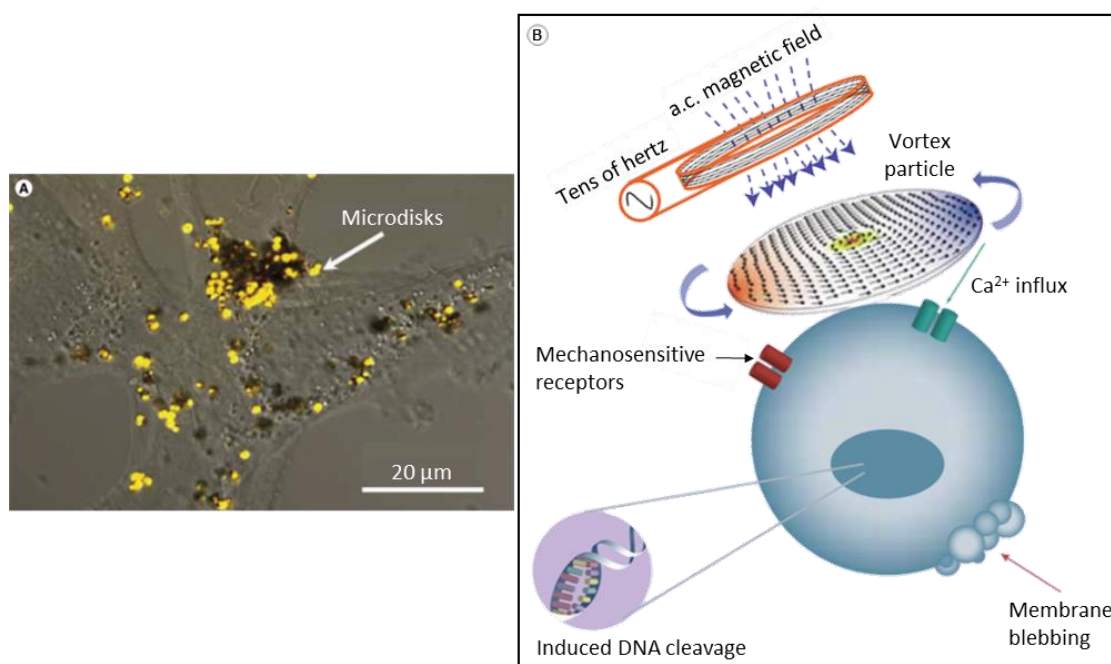 A
Microdisks
20 µm
B
Tens of hertz
a.c. magnetic field
Vortex
particle
Ca²⁺ influx
Mechanosensitive
receptors
Induced DNA cleavage
Membrane
blebbing